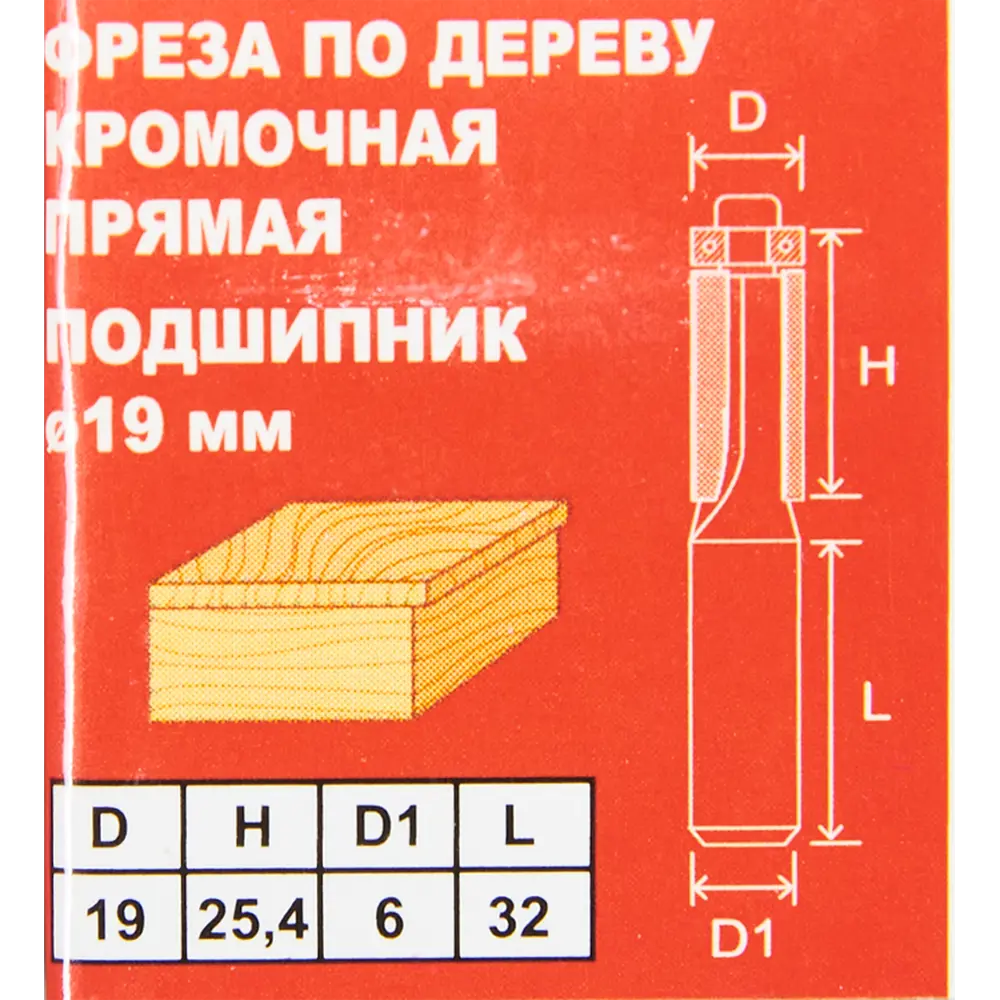 ФРЕЗА ПО ДЕРЕВУ
КРОМОЧНАЯ
ПРЯМАЯ
ПОДШИПНИК
ø19 мм
D
H
L
D1
D H D1 L
19 25,4 6 32